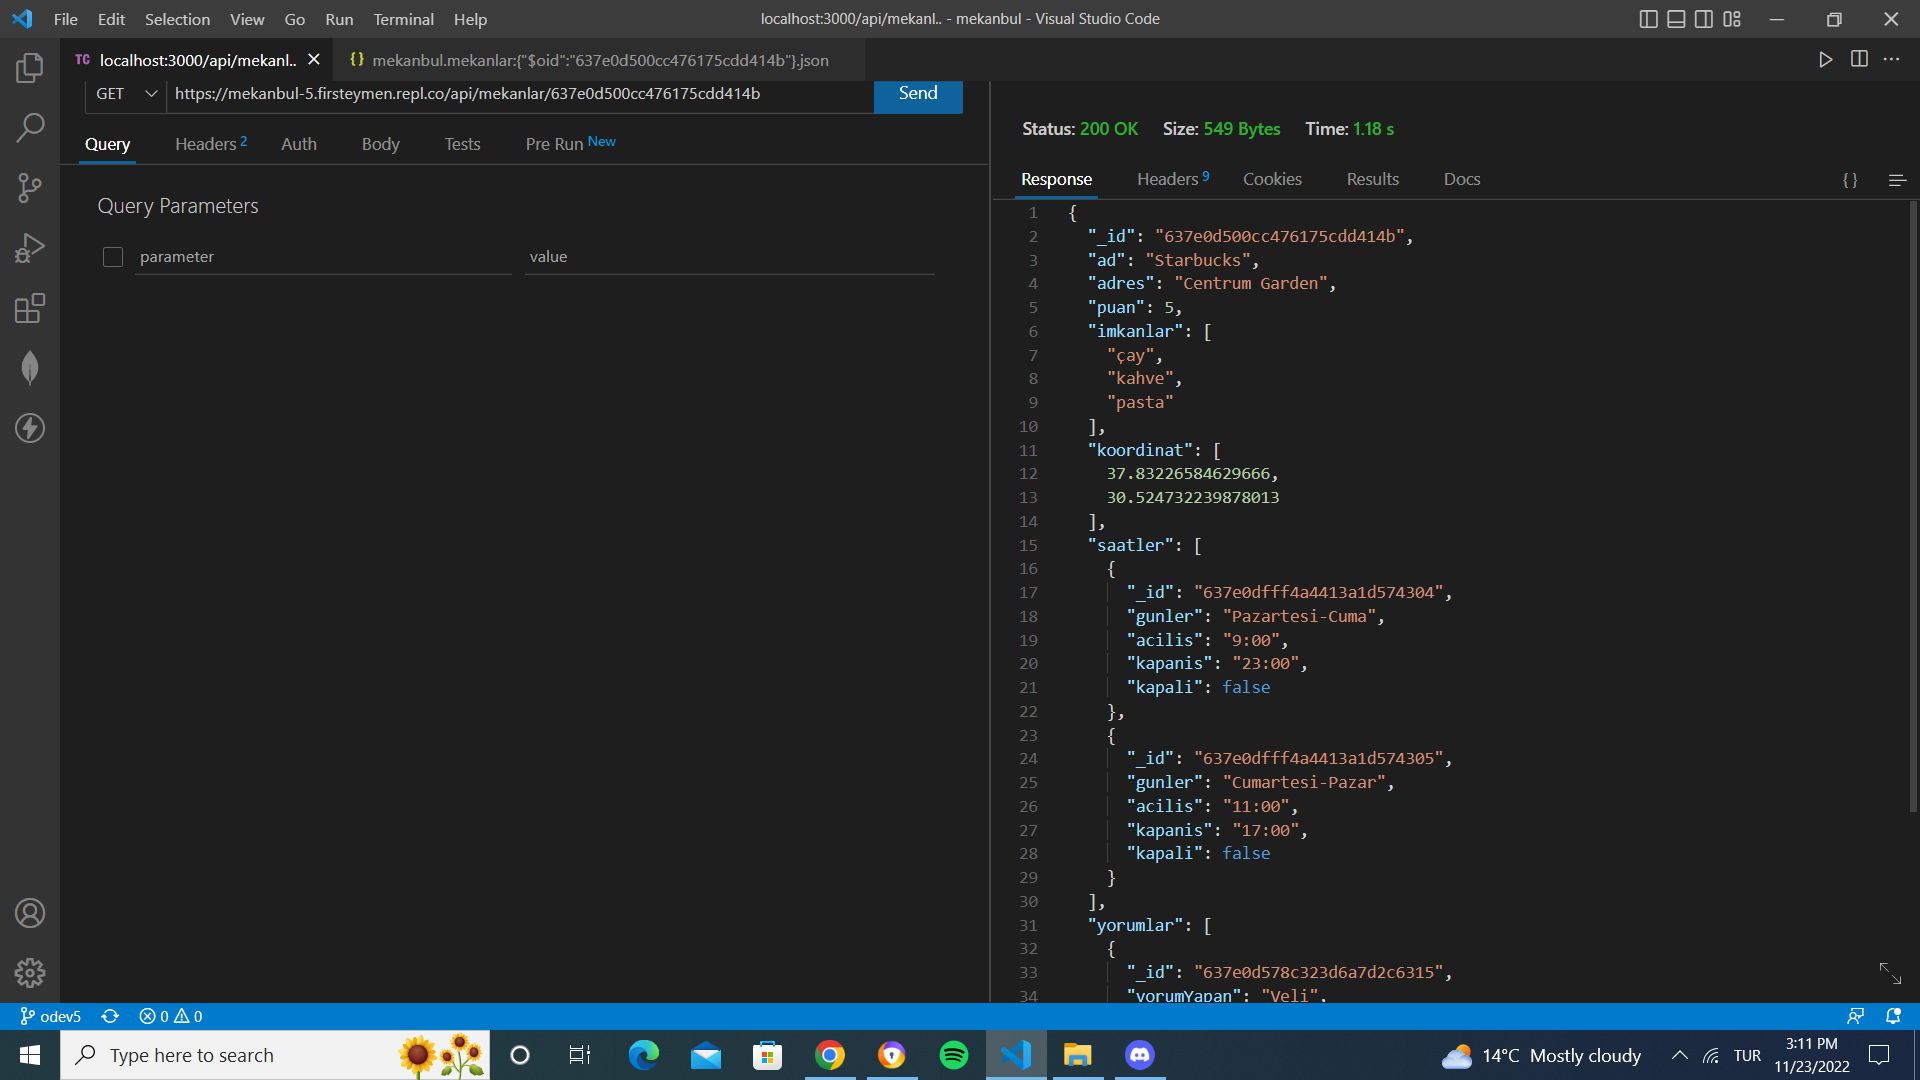 File Edit Selection View Go Run Terminal Help
localhost:3000/api/mekanl.. - mekanbul - Visual Studio Code
TC localhost:3000/api/mekanl..
{} mekanbul.mekanlar:{"$oid":"637e0d500cc476175cdd414b"}.json
GET https://mekanbul-5.firsteymen.repl.co/api/mekanlar/637e0d500cc476175cdd414b Send
Query Headers 2 Auth Body Tests Pre Run New
Query Parameters
parameter value
Status: 200 OK Size: 549 Bytes Time: 1.18 s
Response Headers 9 Cookies Results Docs {}
1 {
2 "_id": "637e0d500cc476175cdd414b",
3 "ad": "Starbucks",
4 "adres": "Centrum Garden",
5 "puan": 5,
6 "imkanlar": [
7 "çay",
8 "kahve",
9 "pasta"
10 ],
11 "koordinat": [
12 37.83226584629666,
13 30.524732239878013
14 ],
15 "saatler": [
16 {
17 "_id": "637e0dfff4a4413a1d574304",
18 "gunler": "Pazartesi-Cuma",
19 "acilis": "9:00",
20 "kapanis": "23:00",
21 "kapali": false
22 },
23 {
24 "_id": "637e0dfff4a4413a1d574305",
25 "gunler": "Cumartesi-Pazar",
26 "acilis": "11:00",
27 "kapanis": "17:00",
28 "kapali": false
29 }
30 ],
31 "yorumlar": [
32 {
33 "_id": "637e0d578c323d6a7d2c6315",
34 "yorumYapan": "Veli",
odev5 0 0
Type here to search
14°C Mostly cloudy TUR 3:11 PM
11/23/2022